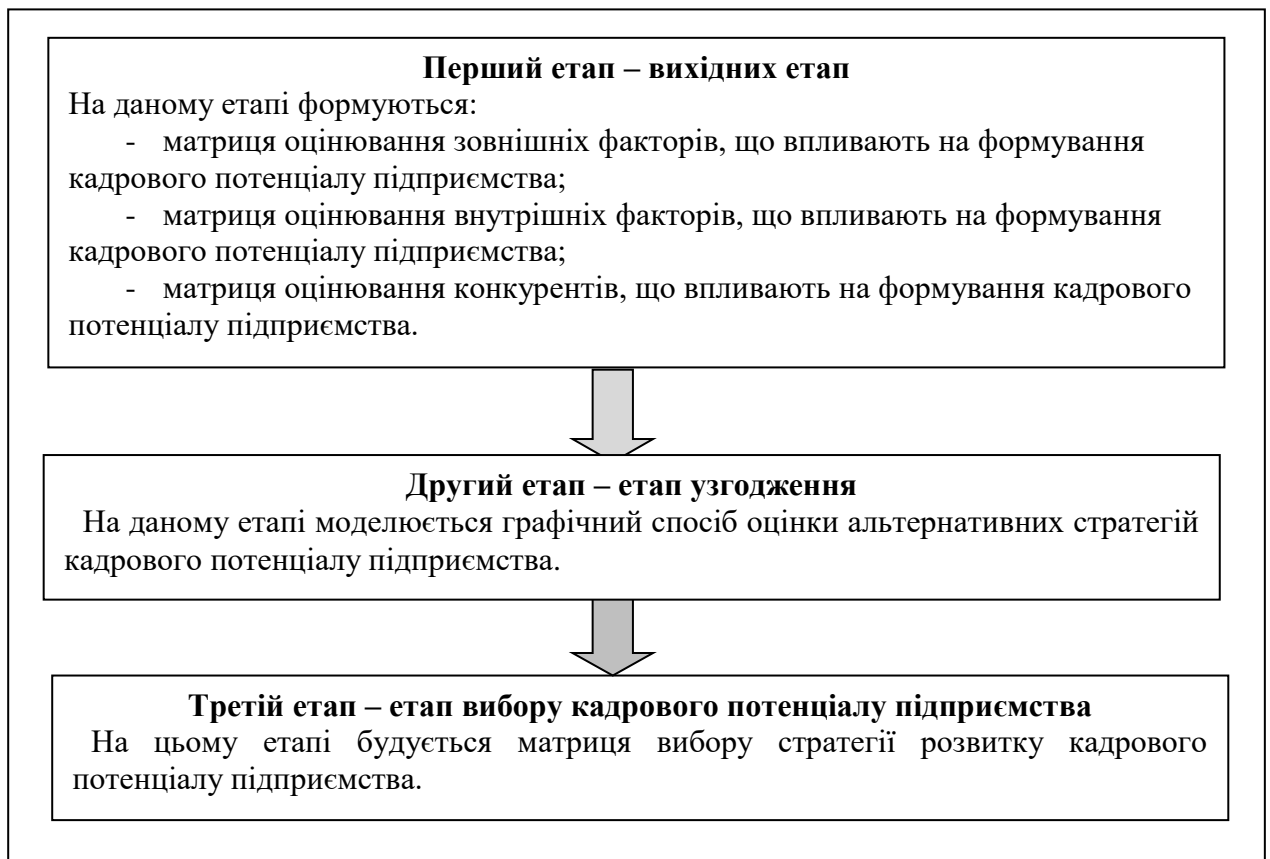 Перший етап – вихідних етап
На даному етапі формуються:
- матриця оцінювання зовнішніх факторів, що впливають на формування
кадрового потенціалу підприємства;
- матриця оцінювання внутрішніх факторів, що впливають на формування
кадрового потенціалу підприємства;
- матриця оцінювання конкурентів, що впливають на формування кадрового
потенціалу підприємства.
Другий етап – етап узгодження
На даному етапі моделюється графічний спосіб оцінки альтернативних стратегій
кадрового потенціалу підприємства.
Третій етап – етап вибору кадрового потенціалу підприємства
На цьому етапі будується матриця вибору стратегії розвитку кадрового
потенціалу підприємства.